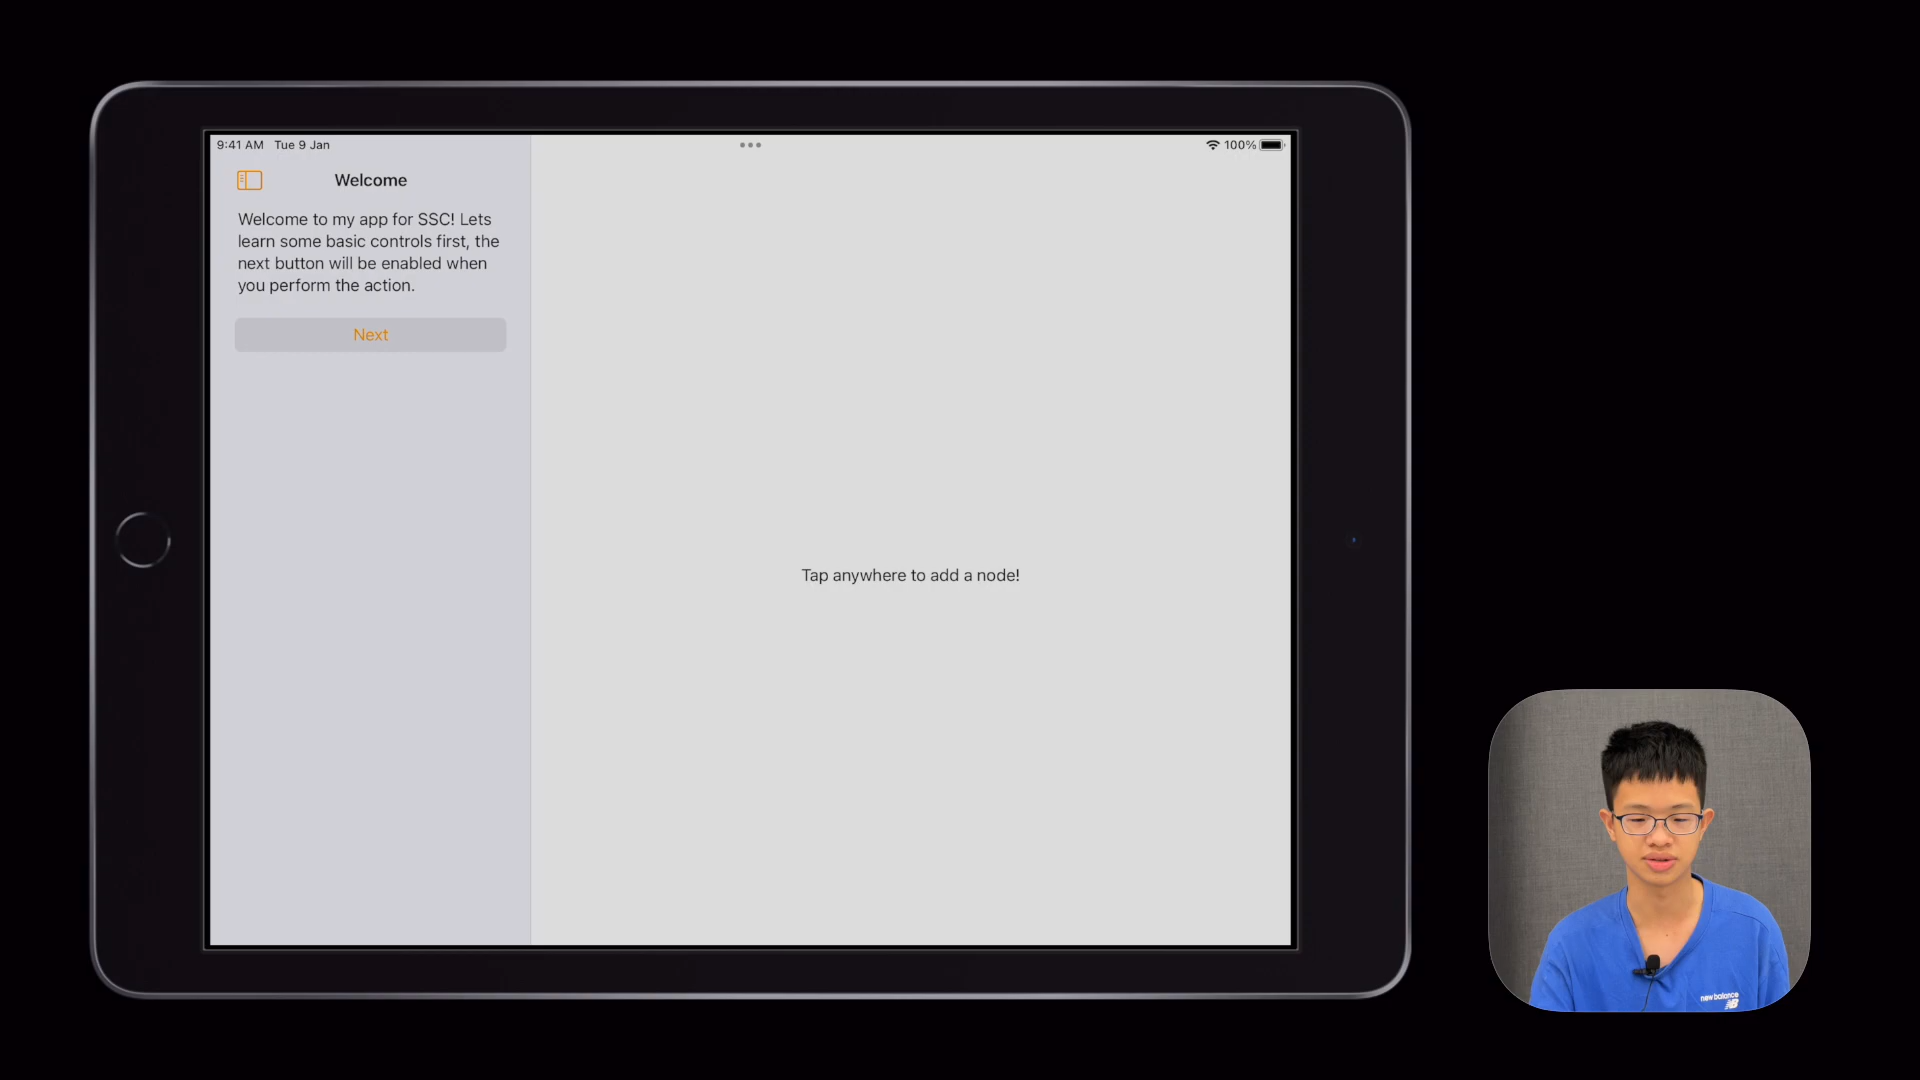 9:41 AM Tue 9 Jan
100%
Welcome
Welcome to my app for SSC! Lets
learn some basic controls first, the
next button will be enabled when
you perform the action.
Next
Tap anywhere to add a node!
new balance
NB